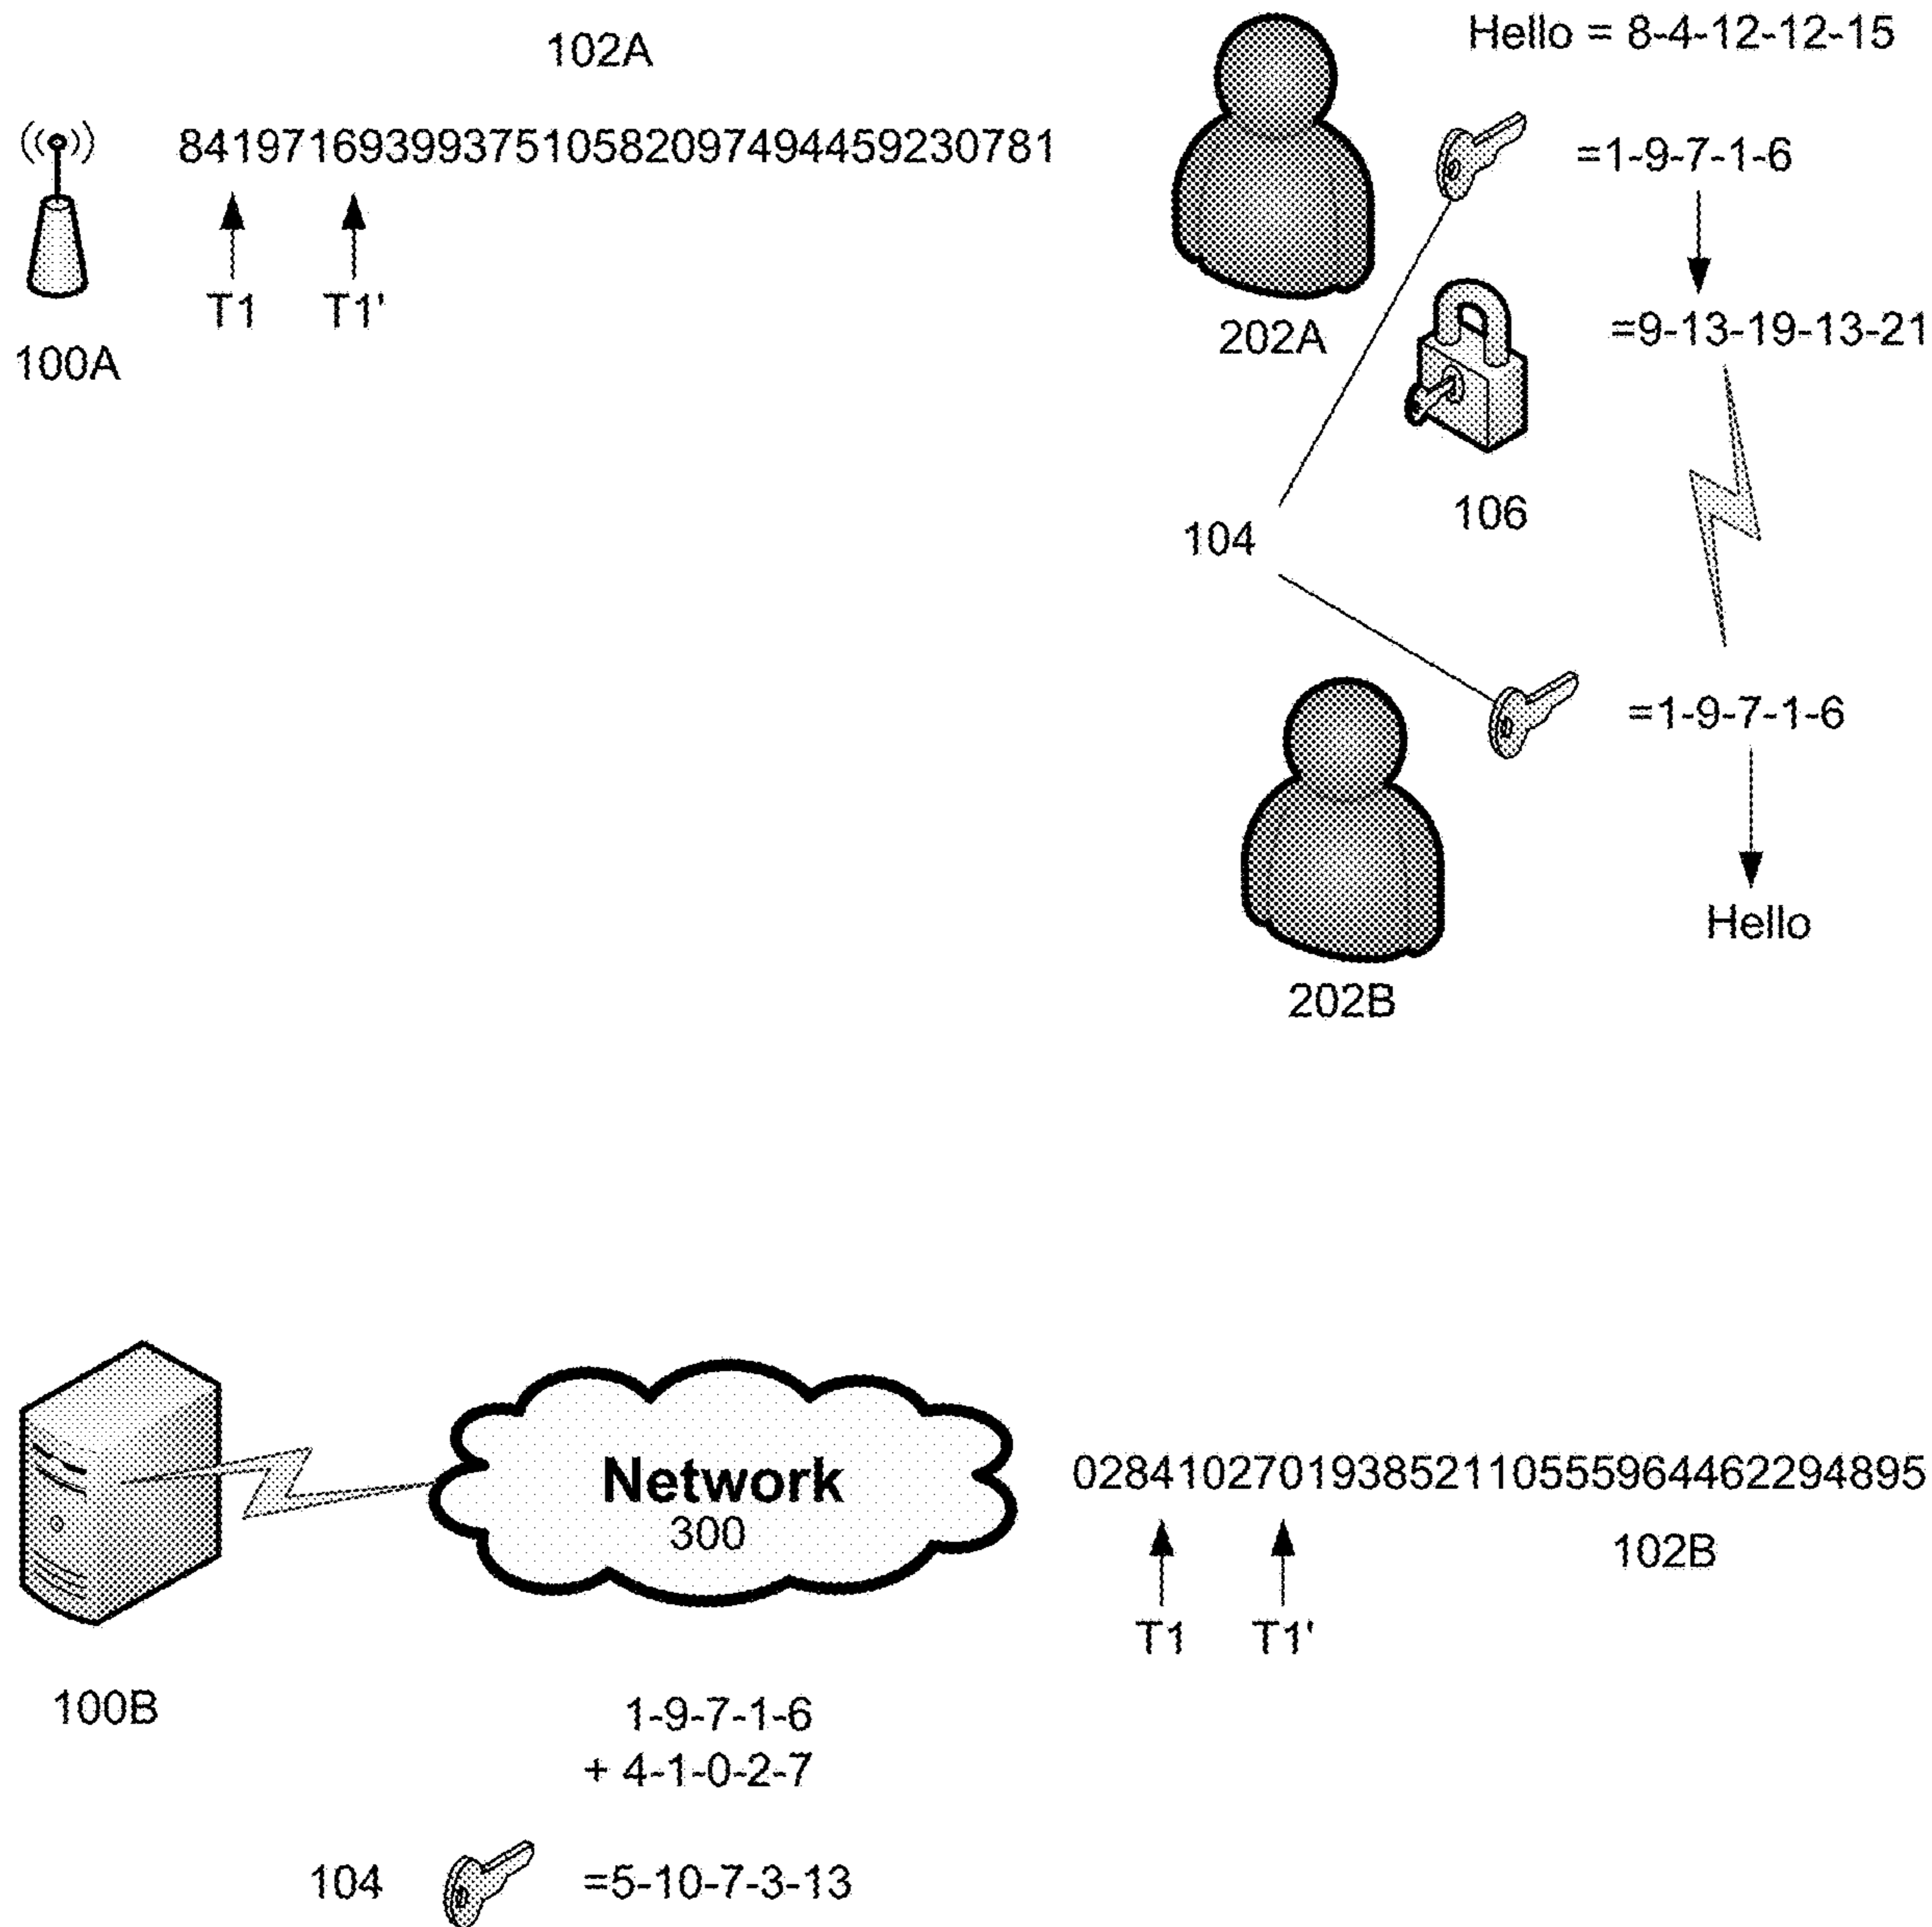 102A
841971693993751058209749445923078​1
T1 T1'
100A
Hello = 8-4-12-12-15
=1-9-7-1-6
202A
=9-13-19-13-21
106
104
=1-9-7-1-6
Hello
202B
Network
300
028410270193852110555964462294895
102B
T1 T1'
100B
1-9-7-1-6
+ 4-1-0-2-7
104
=5-10-7-3-13